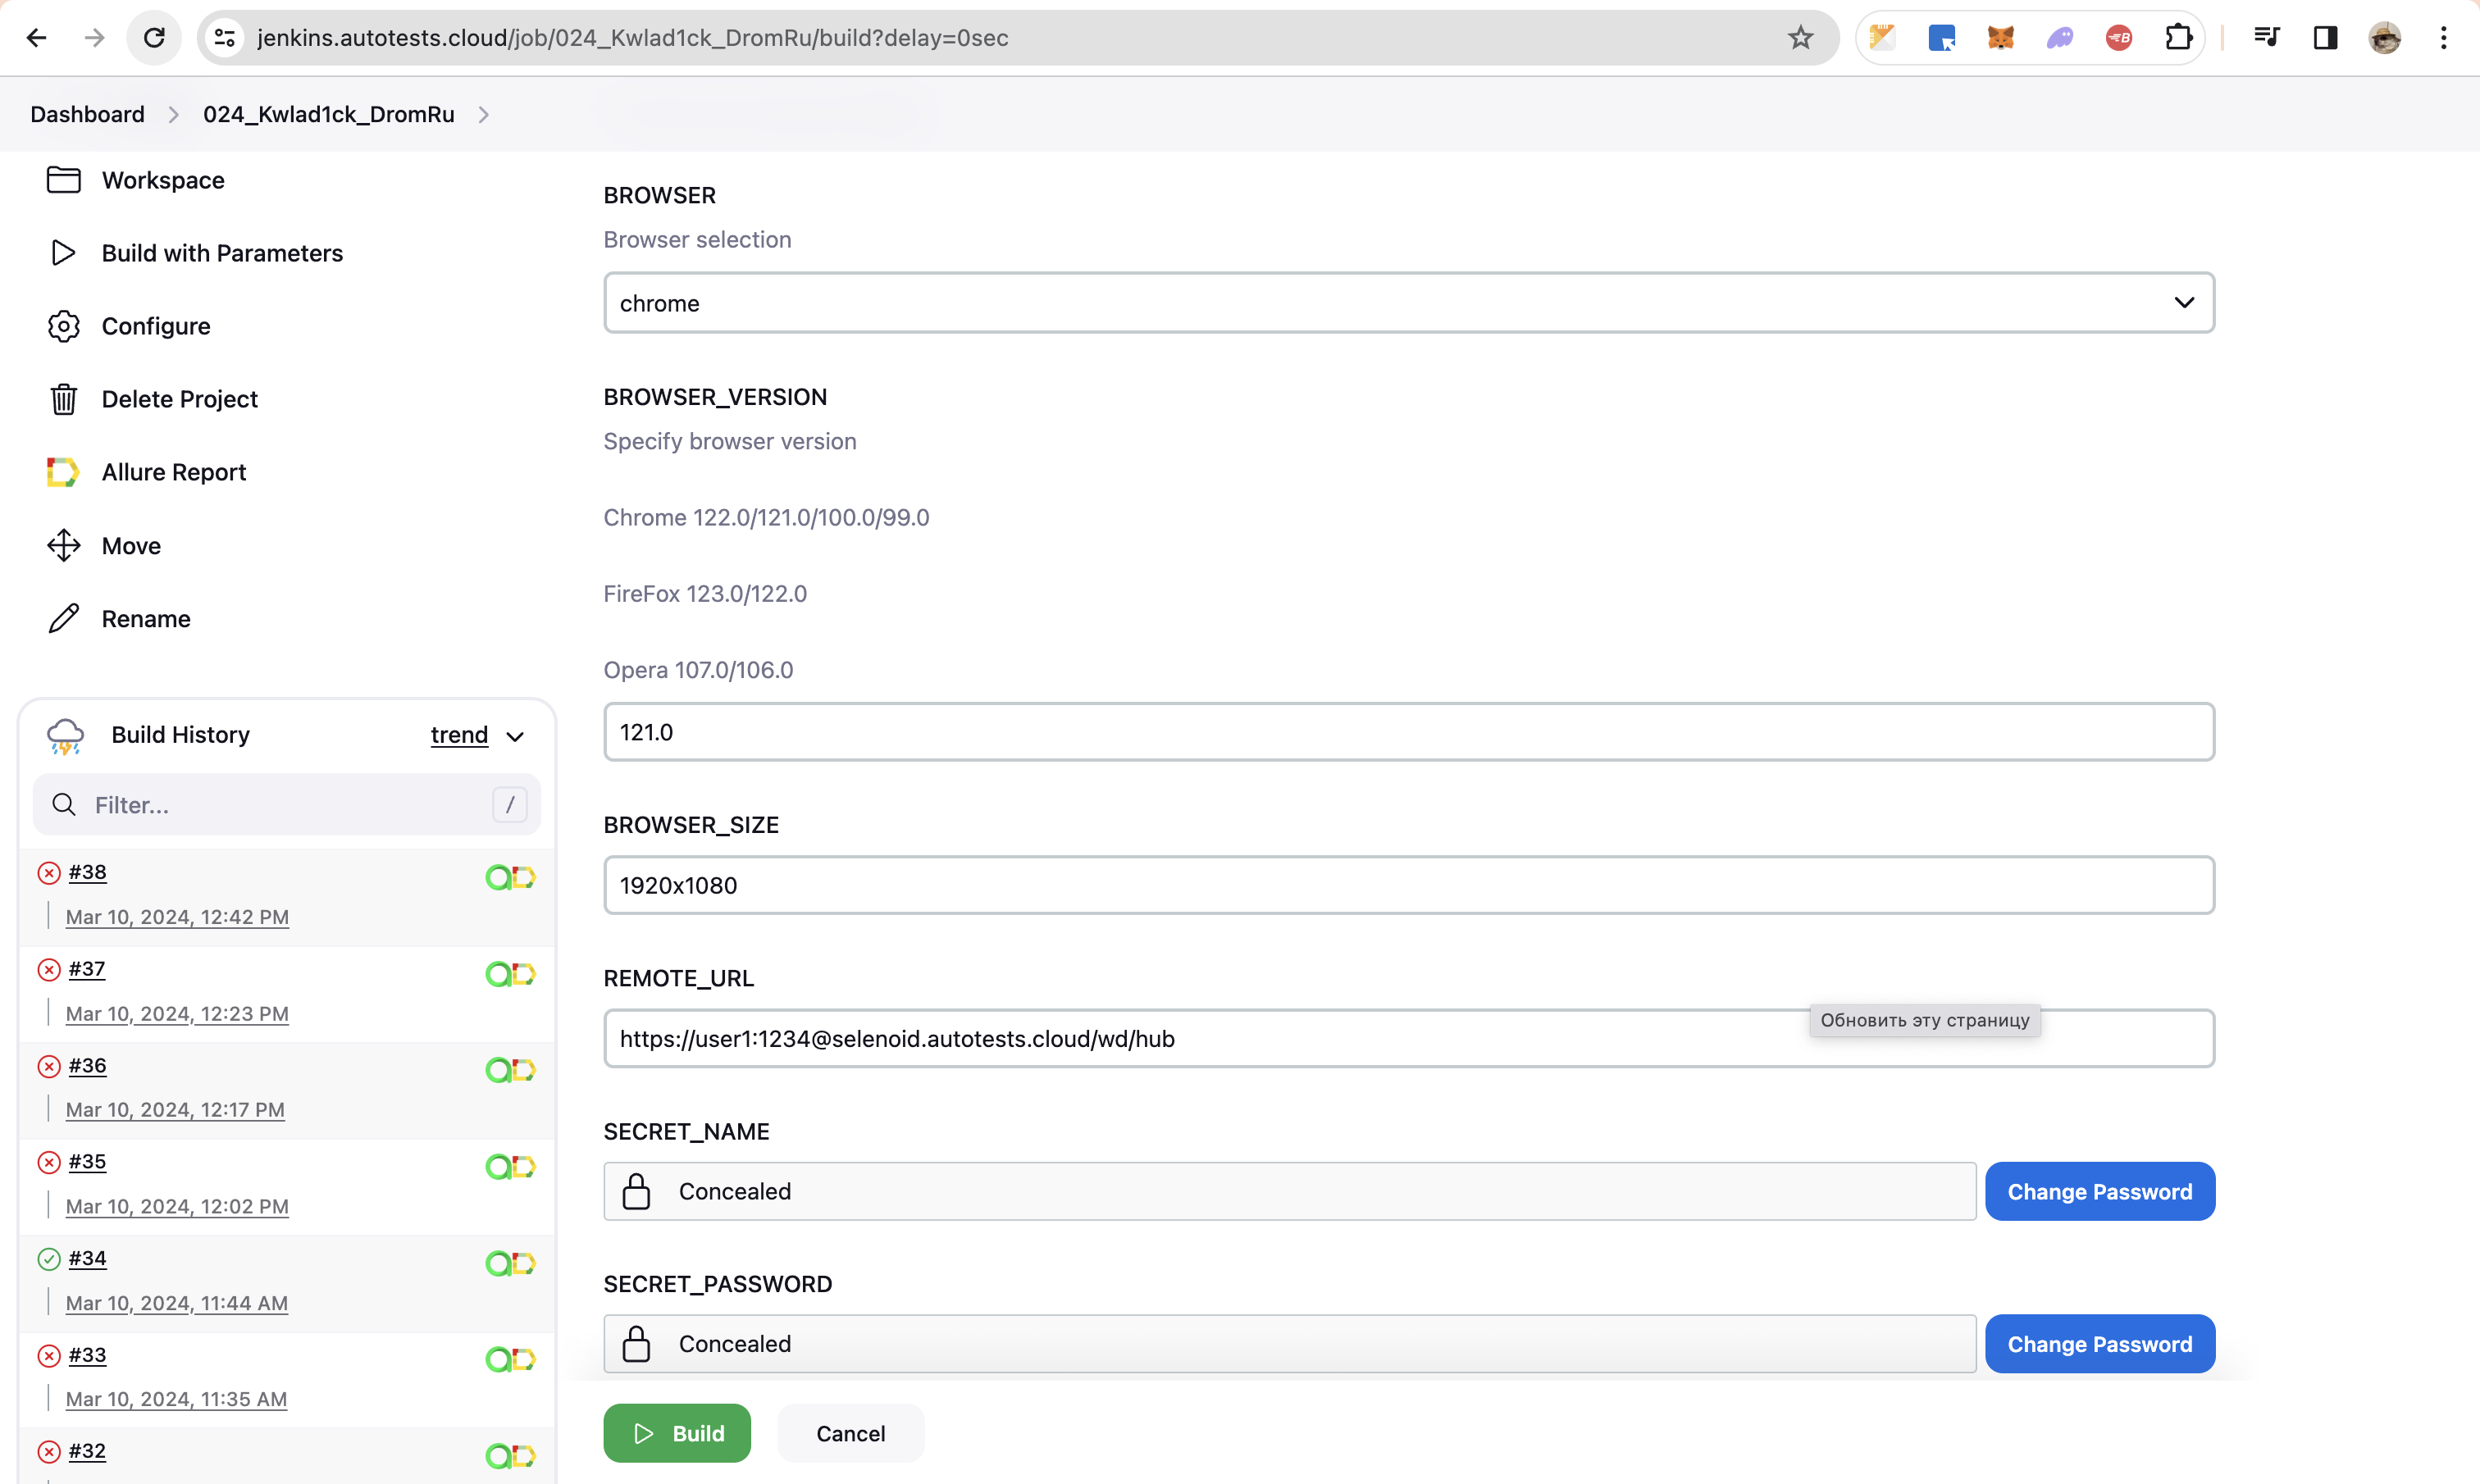 jenkins.autotests.cloud/job/024_Kwlad1ck_DromRu/build?delay=0sec
Dashboard
024_Kwlad1ck_DromRu
Workspace
Build with Parameters
Configure
Delete Project
Allure Report
Move
Rename
Build History
trend
Filter...
/
#38
Mar 10, 2024, 12:42 PM
#37
Mar 10, 2024, 12:23 PM
#36
Mar 10, 2024, 12:17 PM
#35
Mar 10, 2024, 12:02 PM
#34
Mar 10, 2024, 11:44 AM
#33
Mar 10, 2024, 11:35 AM
#32
BROWSER
Browser selection
chrome
BROWSER_VERSION
Specify browser version
Chrome 122.0/121.0/100.0/99.0
FireFox 123.0/122.0
Opera 107.0/106.0
121.0
BROWSER_SIZE
1920x1080
REMOTE_URL
Обновить эту страницу
https://user1:1234@selenoid.autotests.cloud/wd/hub
SECRET_NAME
Concealed
Change Password
SECRET_PASSWORD
Concealed
Change Password
Build
Cancel